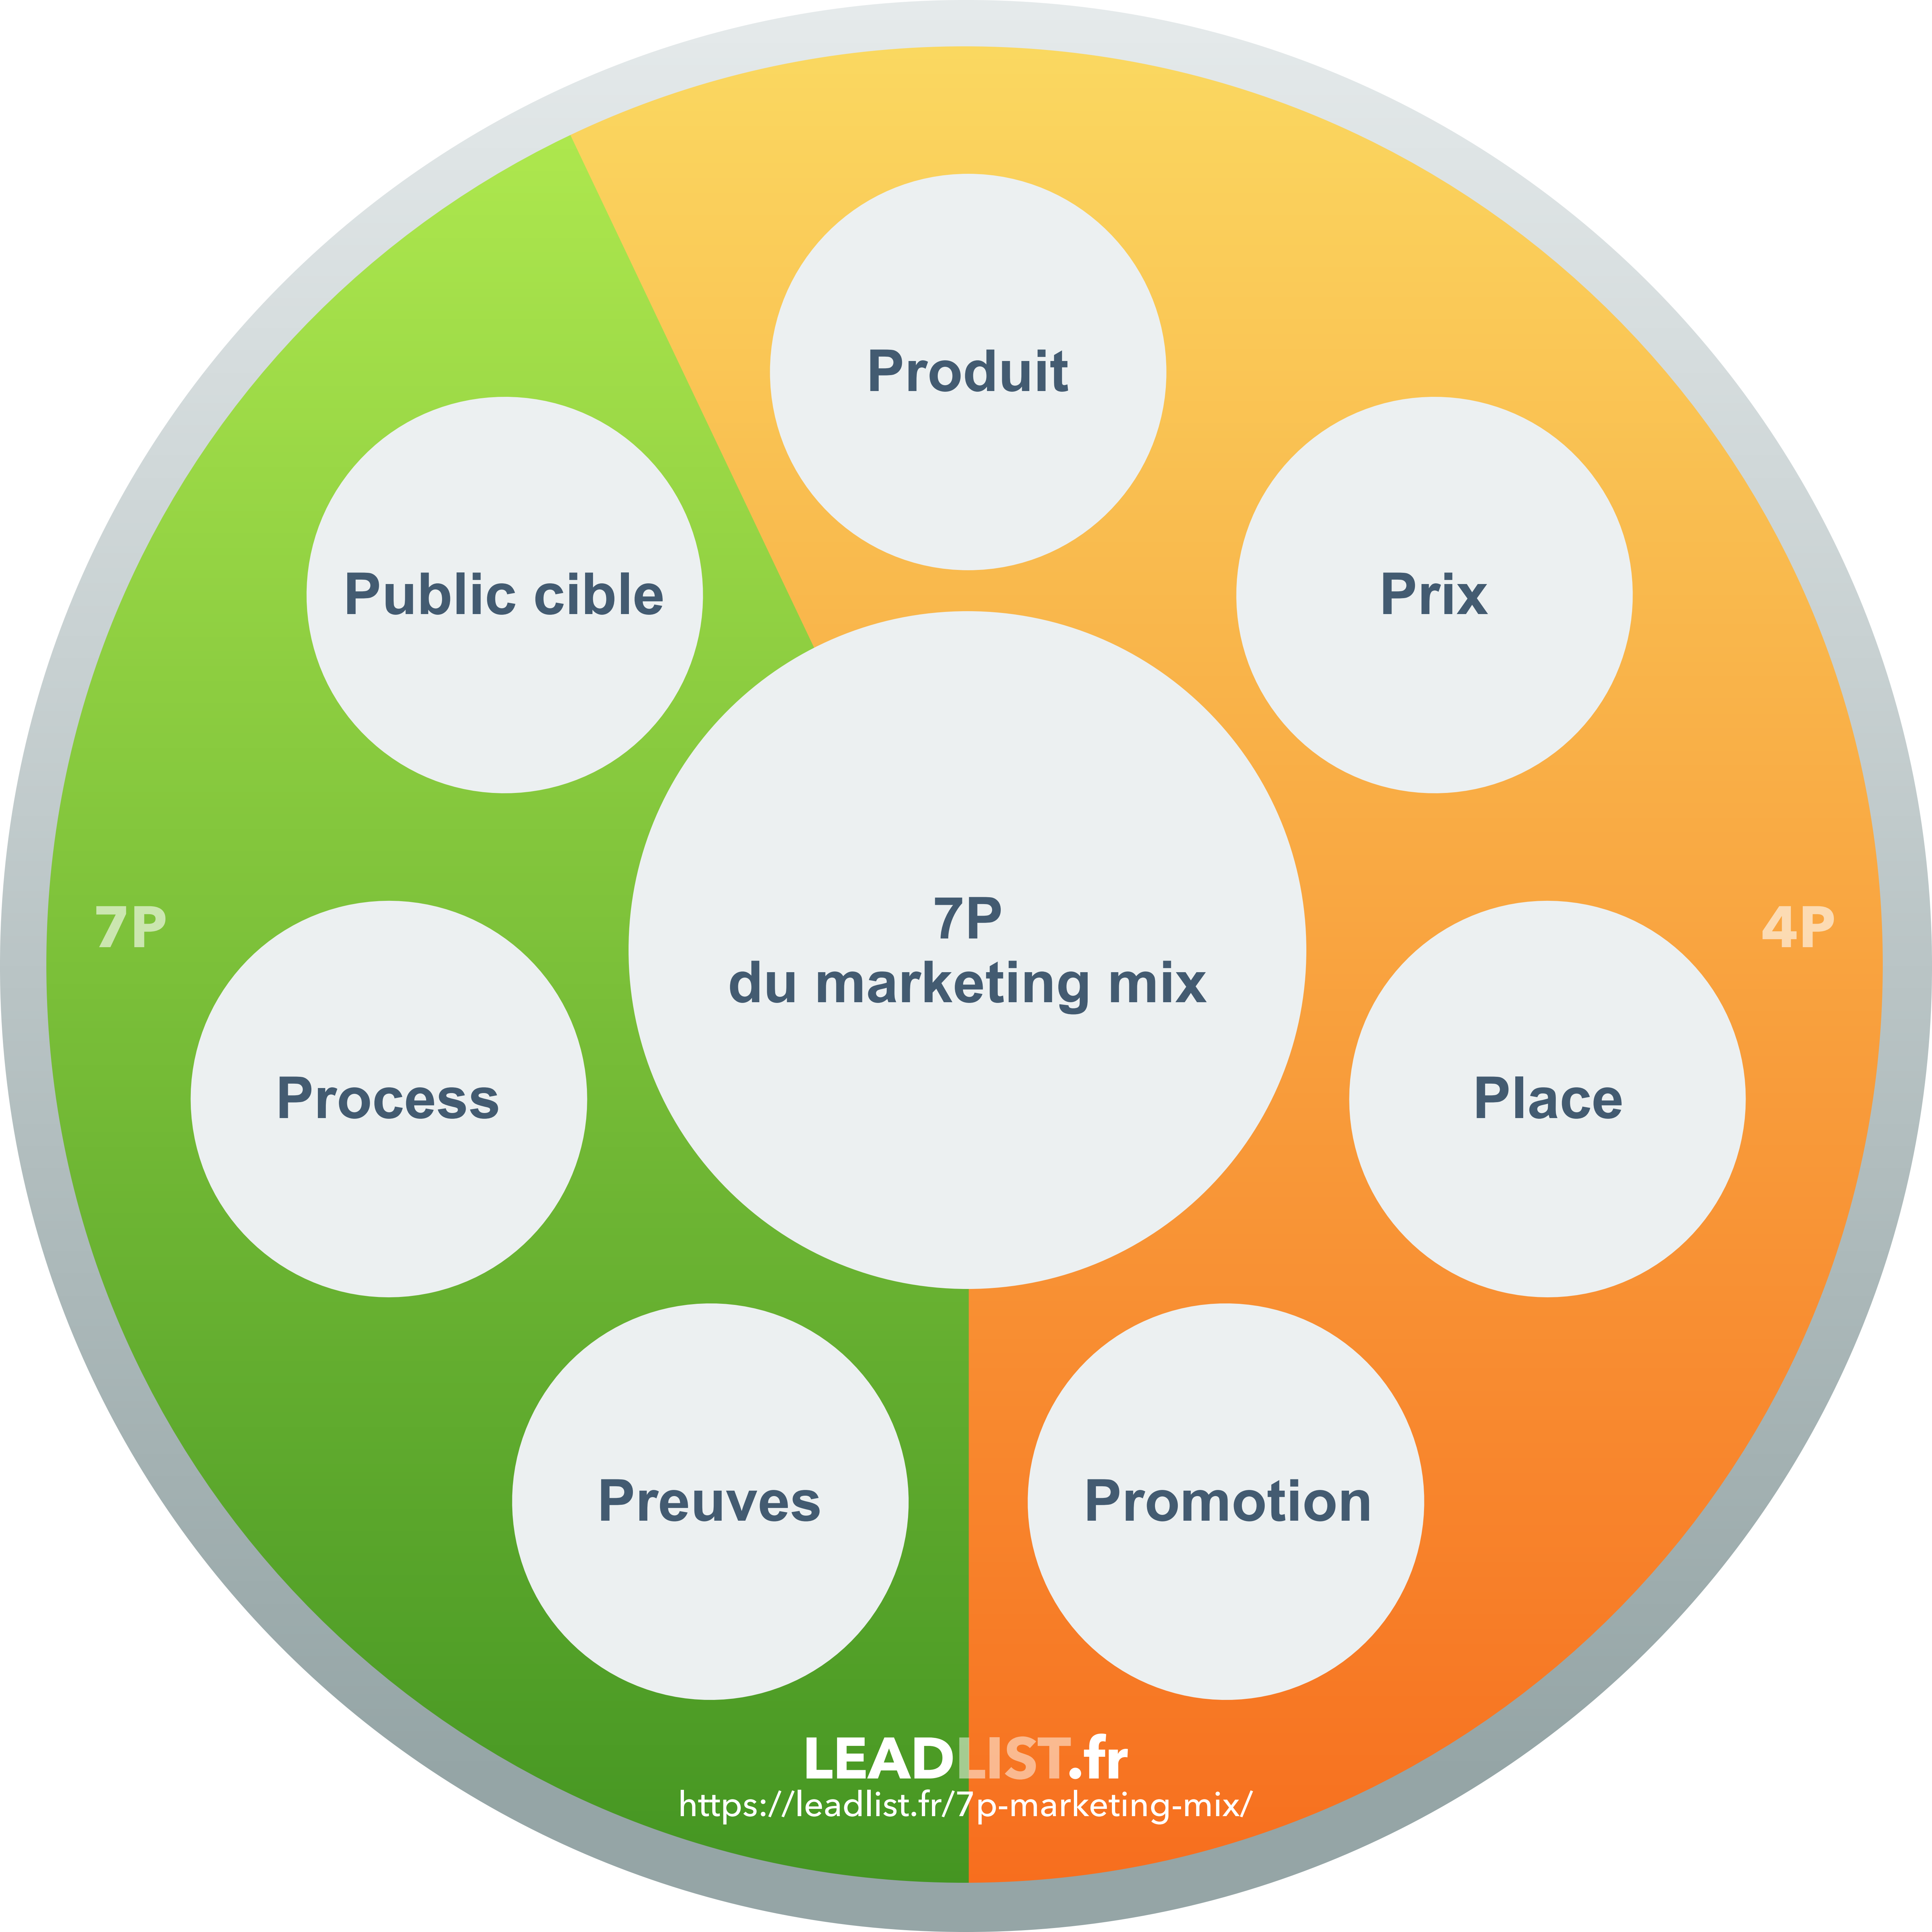 Produit
Public cible
Prix
7P
4P
7P
du marketing mix
Process
Place
Preuves
Promotion
LEADLIST.fr
https://leadlist.fr/7p-marketing-mix/